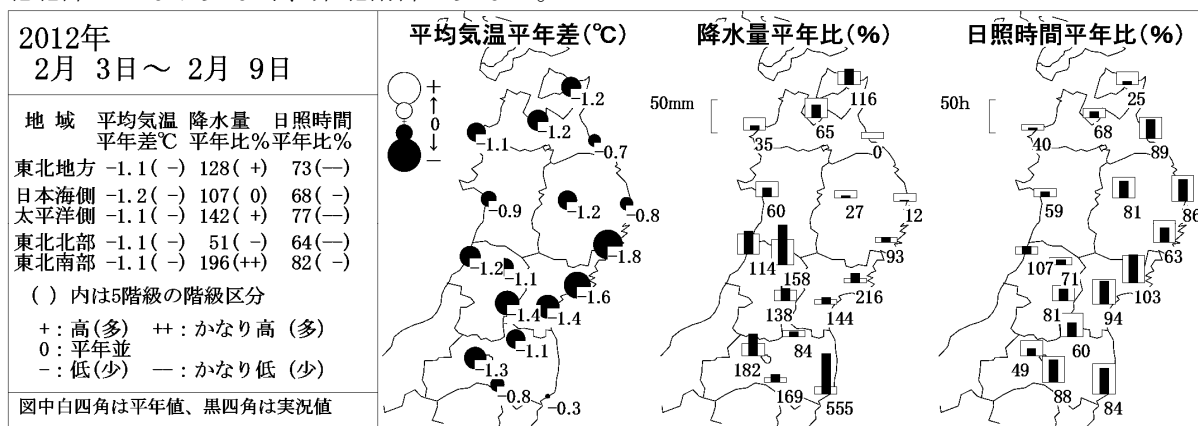 2012年
2月 3日～ 2月 9日
地 域 平均気温 降水量 日照時間
平年差℃ 平年比% 平年比%
東北地方 -1.1( -) 128( +) 73(--)
日本海側 -1.2( -) 107( 0) 68( -)
太平洋側 -1.1( -) 142( +) 77(--)
東北北部 -1.1( -) 51( -) 64(--)
東北南部 -1.1( -) 196(++) 82( -)
( ) 内は5階級の階級区分
+：高(多) ++：かなり高 (多)
0：平年並
-：低(少) --：かなり低 (少)
図中白四角は平年値、黒四角は実況値
平均気温平年差(℃)
+
↑
0
↓
-
-1.2
-1.2
-1.1
-0.7
-0.9
-1.2
-0.8
-1.8
-1.2
-1.1
-1.6
-1.4
-1.4
-1.1
-1.3
-0.8
-0.3
降水量平年比(%)
50mm
116
65
35
0
60
27
12
93
114
158
216
138
144
84
182
169
555
日照時間平年比(%)
50h
25
68
40
89
59
81
86
63
107
71
103
81
94
60
49
88
84